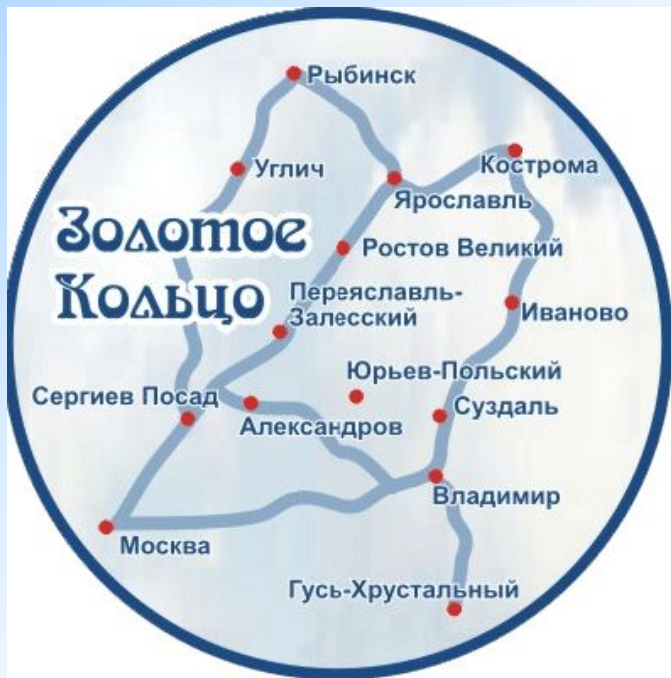 Рыбинск
Углич
Кострома
Ярославль
Золотое
Кольцо
Ростов Великий
Переяславль-
Залесский
Иваново
Юрьев-Польский
Сергиев Посад
Александров
Суздаль
Владимир
Москва
Гусь-Хрустальный